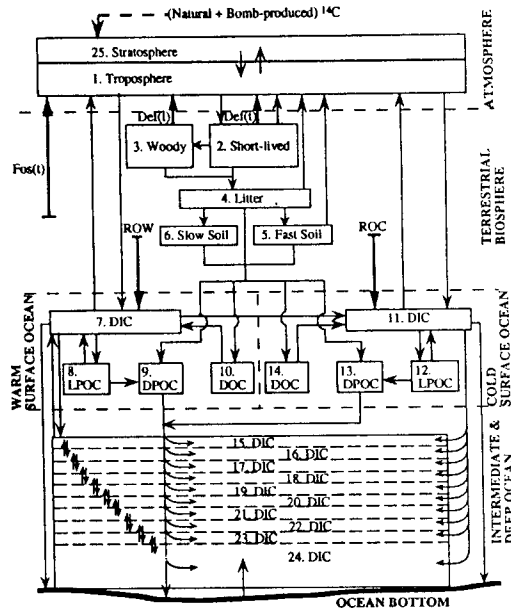 (Natural + Bomb-produced) ¹⁴C
25. Stratosphere
1. Troposphere
ATMOSPHERE
Def(t) Def(t)
3. Woody 2. Short-lived
Fos(t)
4. Litter
6. Slow Soil 5. Fast Soil
TERRESTRIAL
BIOSPHERE
ROW ROC
7. DIC 11. DIC
8.
LPOC
9.
DPOC
10.
DOC
14.
DOC
13.
DPOC
12.
LPOC
WARM
SURFACE OCEAN
COLD
SURFACE OCEAN
15. DIC
16. DIC
17. DIC
18. DIC
19. DIC
20. DIC
21. DIC
22. DIC
23. DIC
24. DIC
INTERMEDIATE &
DEEP OCEAN
OCEAN BOTTOM